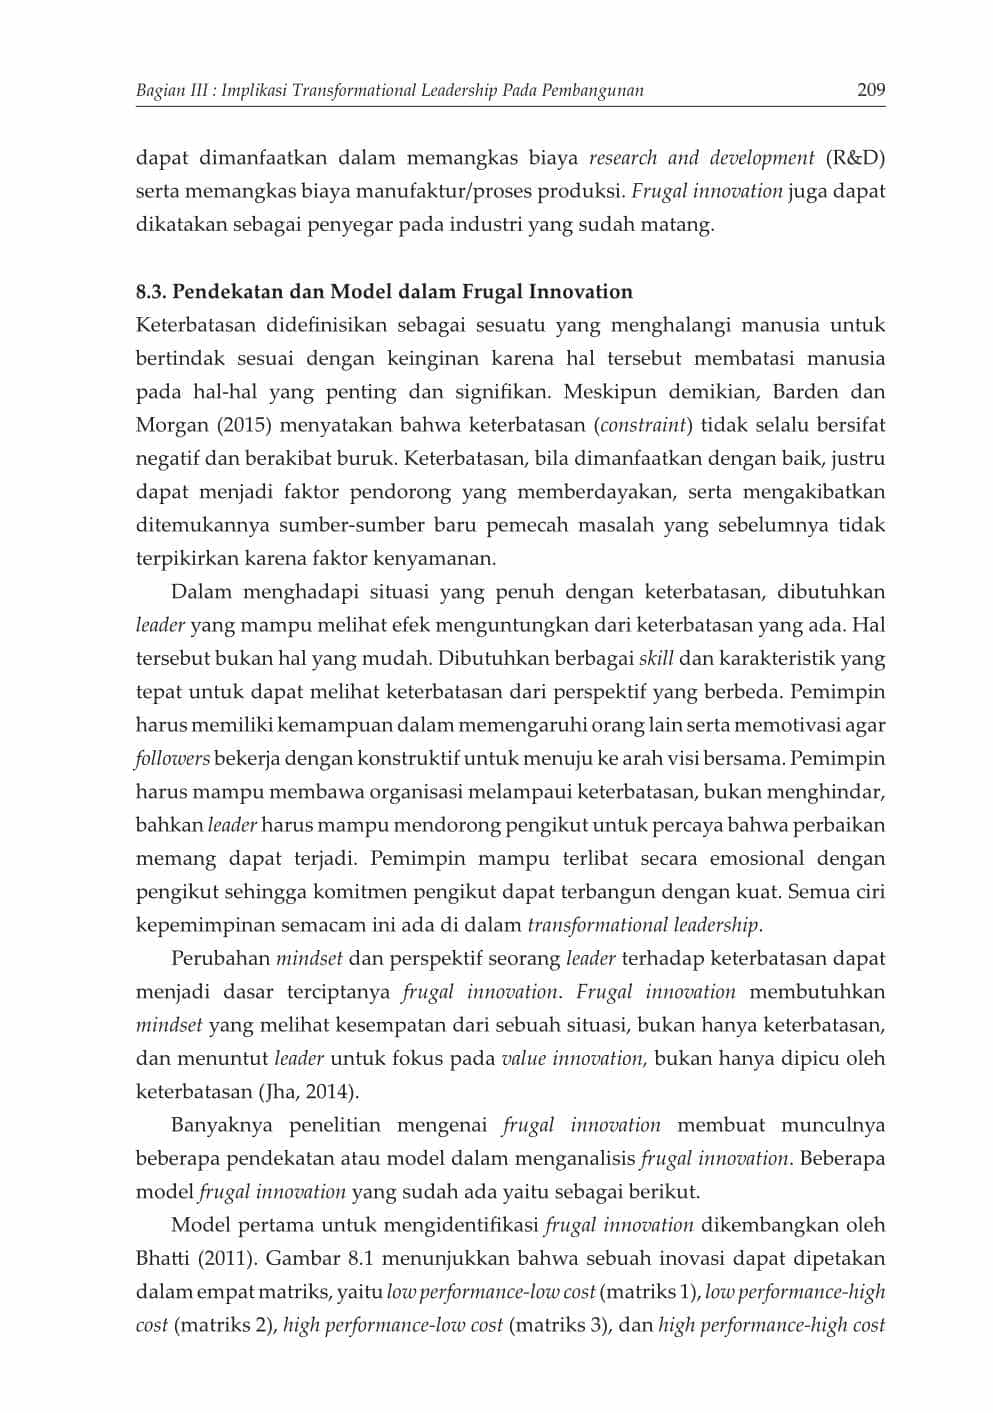 Bagian III : Implikasi Transformational Leadership Pada Pembangunan 209
dapat dimanfaatkan dalam memangkas biaya research and development (R&D)
serta memangkas biaya manufaktur/proses produksi. Frugal innovation juga dapat
dikatakan sebagai penyegar pada industri yang sudah matang.
8.3. Pendekatan dan Model dalam Frugal Innovation
Keterbatasan didefinisikan sebagai sesuatu yang menghalangi manusia untuk
bertindak sesuai dengan keinginan karena hal tersebut membatasi manusia
pada hal-hal yang penting dan signifikan. Meskipun demikian, Barden dan
Morgan (2015) menyatakan bahwa keterbatasan (constraint) tidak selalu bersifat
negatif dan berakibat buruk. Keterbatasan, bila dimanfaatkan dengan baik, justru
dapat menjadi faktor pendorong yang memberdayakan, serta mengakibatkan
ditemukannya sumber-sumber baru pemecah masalah yang sebelumnya tidak
terpikirkan karena faktor kenyamanan.
Dalam menghadapi situasi yang penuh dengan keterbatasan, dibutuhkan
leader yang mampu melihat efek menguntungkan dari keterbatasan yang ada. Hal
tersebut bukan hal yang mudah. Dibutuhkan berbagai skill dan karakteristik yang
tepat untuk dapat melihat keterbatasan dari perspektif yang berbeda. Pemimpin
harus memiliki kemampuan dalam memengaruhi orang lain serta memotivasi agar
followers bekerja dengan konstruktif untuk menuju ke arah visi bersama. Pemimpin
harus mampu membawa organisasi melampaui keterbatasan, bukan menghindar,
bahkan leader harus mampu mendorong pengikut untuk percaya bahwa perbaikan
memang dapat terjadi. Pemimpin mampu terlibat secara emosional dengan
pengikut sehingga komitmen pengikut dapat terbangun dengan kuat. Semua ciri
kepemimpinan semacam ini ada di dalam transformational leadership.
Perubahan mindset dan perspektif seorang leader terhadap keterbatasan dapat
menjadi dasar terciptanya frugal innovation. Frugal innovation membutuhkan
mindset yang melihat kesempatan dari sebuah situasi, bukan hanya keterbatasan,
dan menuntut leader untuk fokus pada value innovation, bukan hanya dipicu oleh
keterbatasan (Jha, 2014).
Banyaknya penelitian mengenai frugal innovation membuat munculnya
beberapa pendekatan atau model dalam menganalisis frugal innovation. Beberapa
model frugal innovation yang sudah ada yaitu sebagai berikut.
Model pertama untuk mengidentifikasi frugal innovation dikembangkan oleh
Bhatti (2011). Gambar 8.1 menunjukkan bahwa sebuah inovasi dapat dipetakan
dalam empat matriks, yaitu low performance-low cost (matriks 1), low performance-high
cost (matriks 2), high performance-low cost (matriks 3), dan high performance-high cost